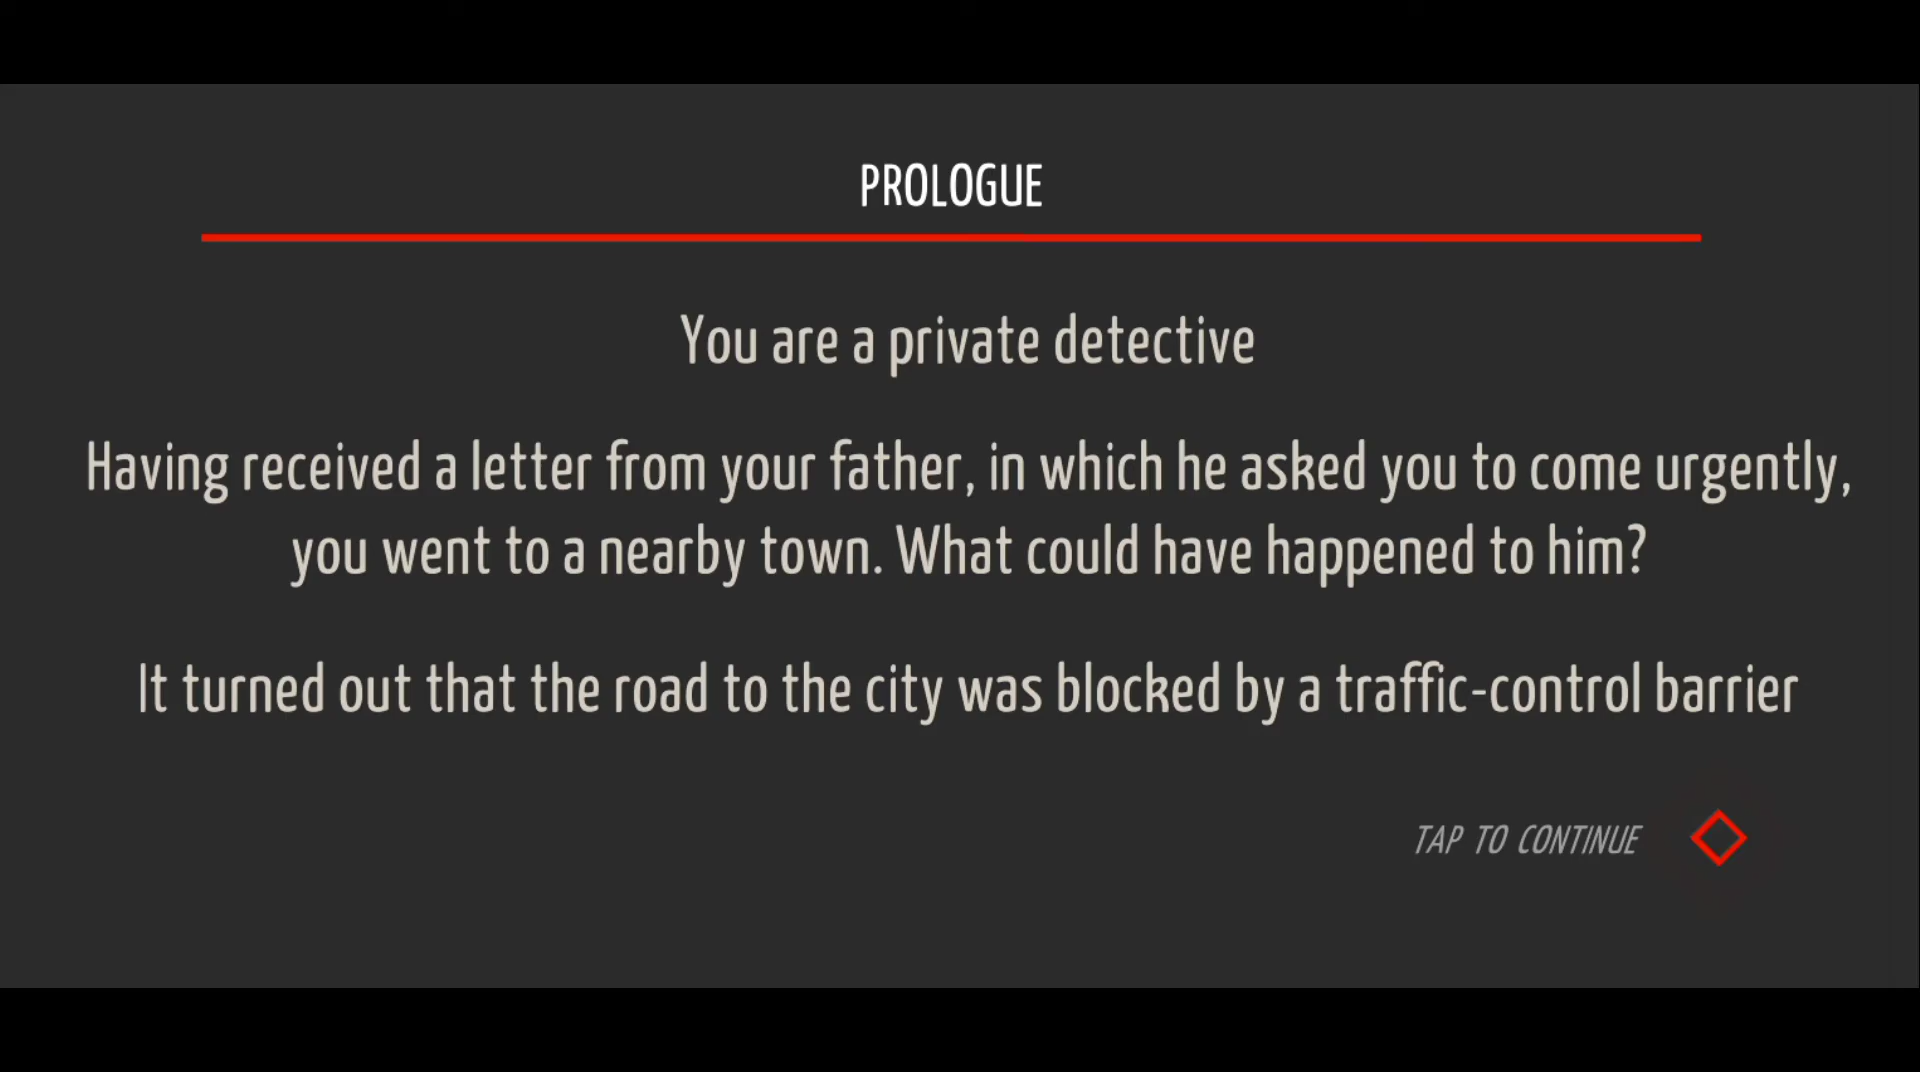 PROLOGUE
You are a private detective
Having received a letter from your father, in which he asked you to come urgently,
you went to a nearby town. What could have happened to him?
It turned out that the road to the city was blocked by a traffic-control barrier
TAP TO CONTINUE